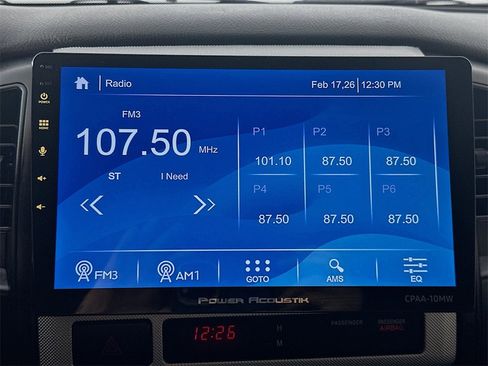 Radio
Feb 17,26 12:30 PM
FM3
107.50 MHz
ST I Need
P1 P2 P3
101.10 87.50 87.50
P4 P5 P6
87.50 87.50 87.50
POWER
HOME
FM3 AM1 GOTO AMS EQ
POWER ACOUSTIK
CPAA-10MW
12:26
H
M
PASSENGER
PASSENGER
AIRBAG